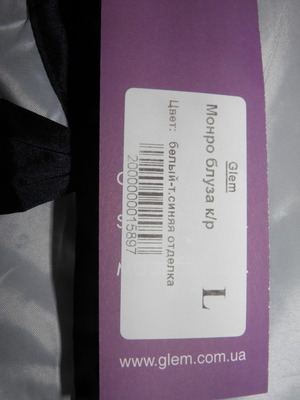 Glem
Монро блуза к/р
L
Цвет: белый-т.синяя отделка
2000000015897
www.glem.com.ua